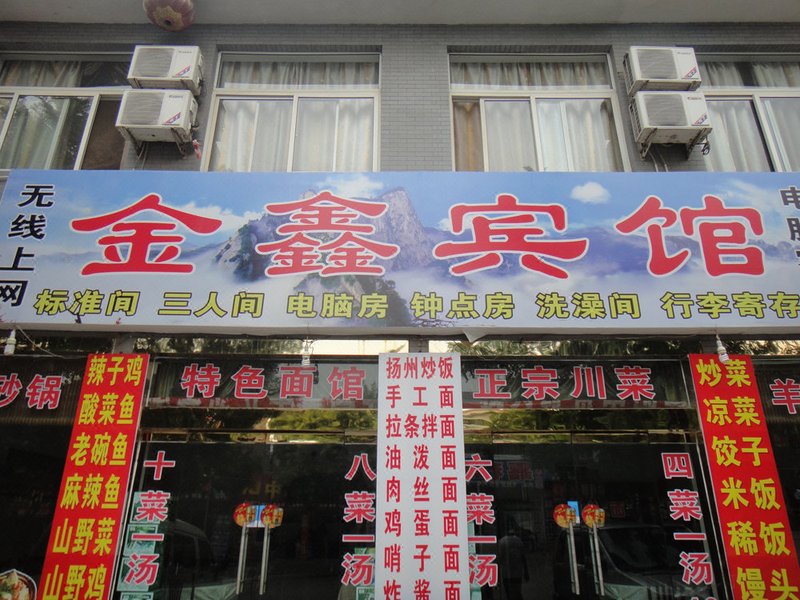 无线上网
金鑫宾馆
电脑
标准间 三人间 电脑房 钟点房 洗澡间 行李寄存
砂锅
特色面馆
正宗川菜
羊
辣子鸡
酸菜鱼
老碗鱼
麻辣鱼
山野菜
山野鸡
十菜一汤
八菜一汤
扬州炒饭
手工面
拉条拌面
油泼面
肉丝面
鸡蛋面
哨子面
炸酱面
六菜一汤
四菜一汤
炒菜
凉菜
饺子
米饭
稀饭
馒头